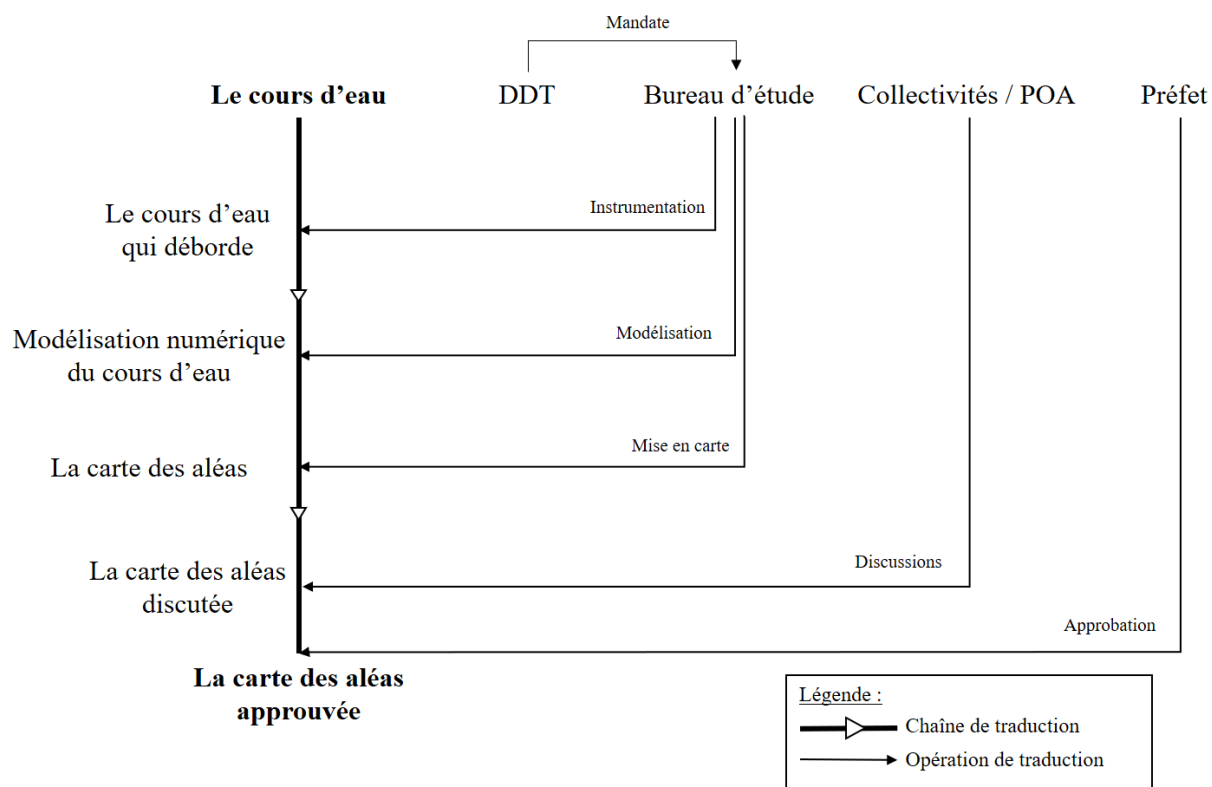 Mandate
Le cours d'eau
DDT
Bureau d'étude
Collectivités / POA
Préfet
Instrumentation
Le cours d'eau
qui déborde
Modélisation
Modélisation numérique
du cours d'eau
Mise en carte
La carte des aléas
Discussions
La carte des aléas
discutée
Approbation
La carte des aléas
approuvée
Légende :
Chaîne de traduction
Opération de traduction